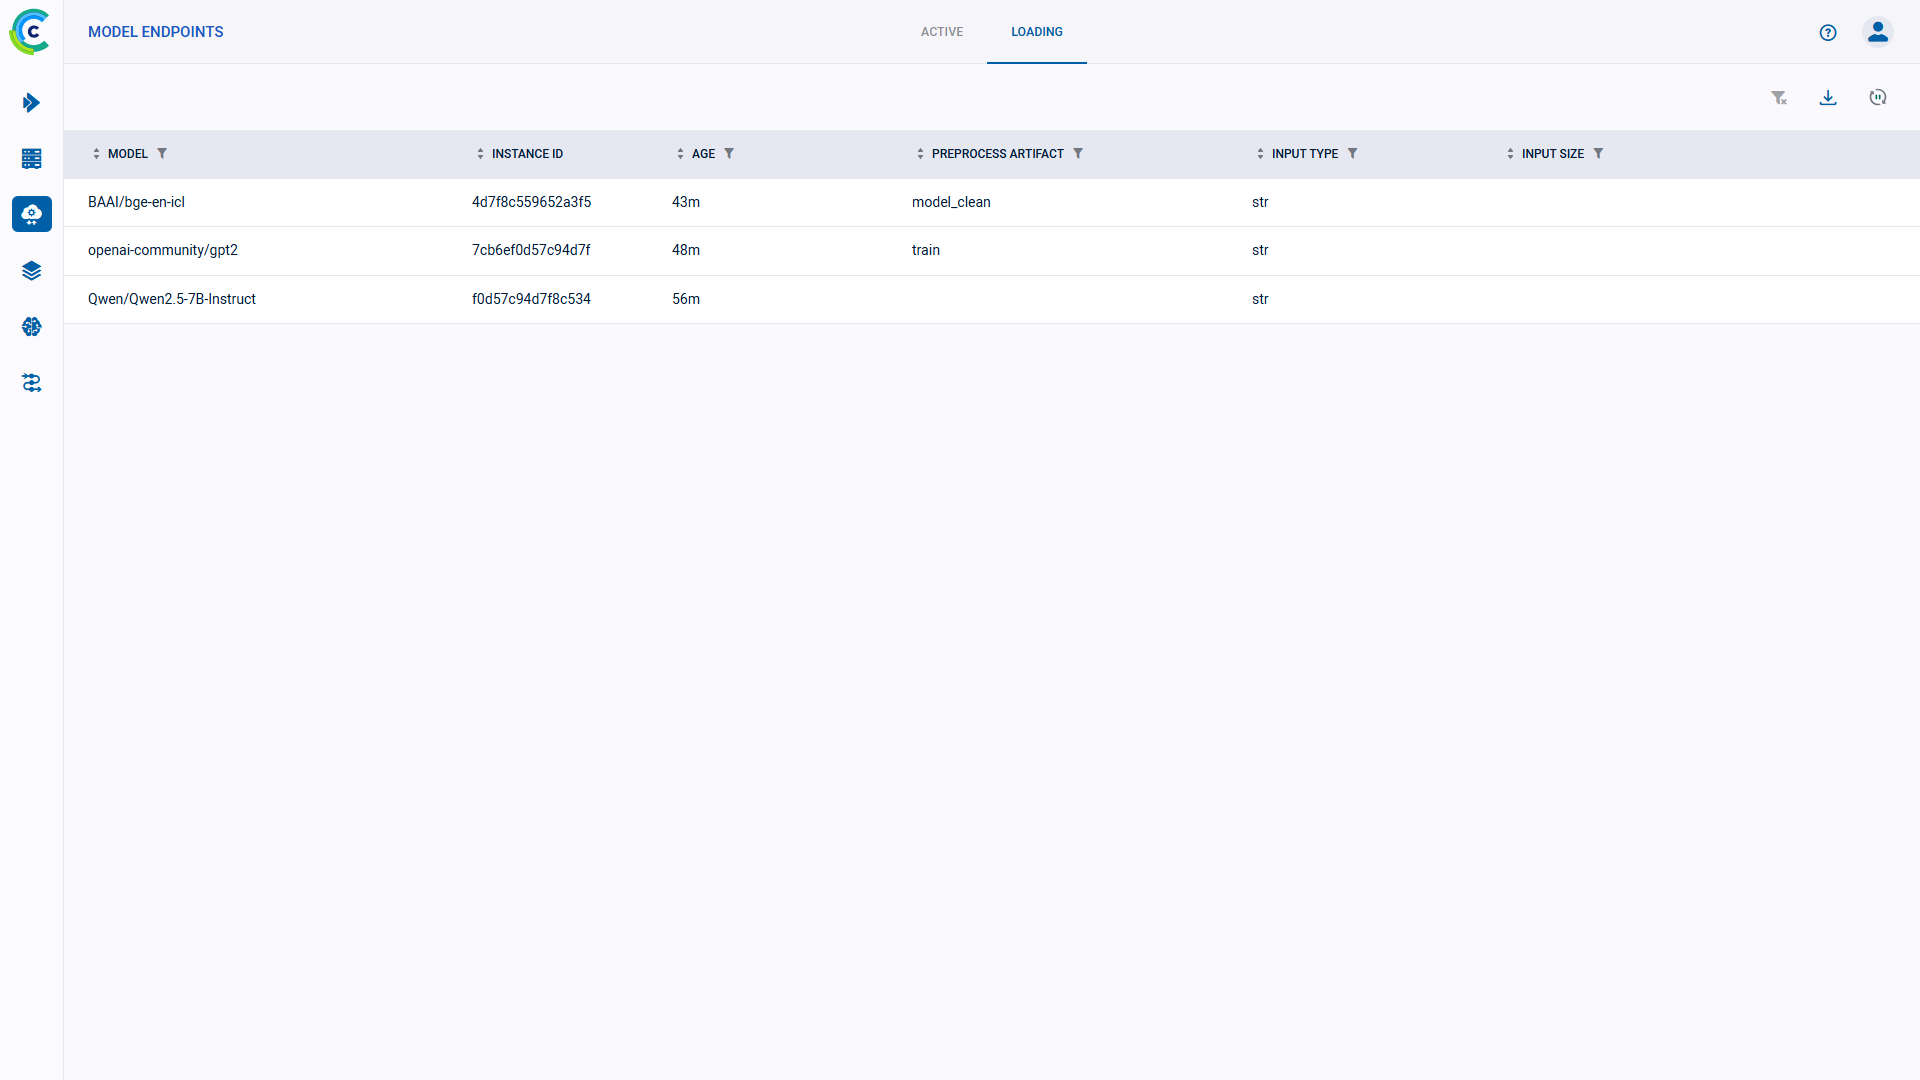 MODEL ENDPOINTS ACTIVE LOADING
MODEL INSTANCE ID AGE PREPROCESS ARTIFACT INPUT TYPE INPUT SIZE
BAAI/bge-en-icl 4d7f8c559652a3f5 43m model_clean str
openai-community/gpt2 7cb6ef0d57c94d7f 48m train str
Qwen/Qwen2.5-7B-Instruct f0d57c94d7f8c534 56m str